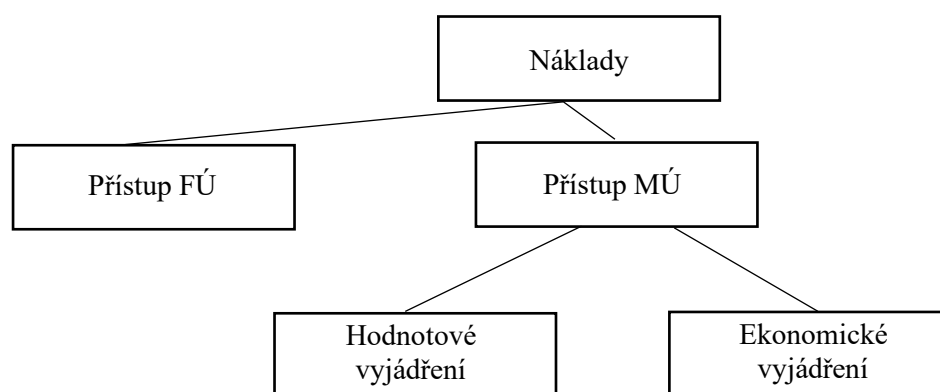 Náklady
Přístup FÚ
Přístup MÚ
Hodnotové
vyjádření
Ekonomické
vyjádření